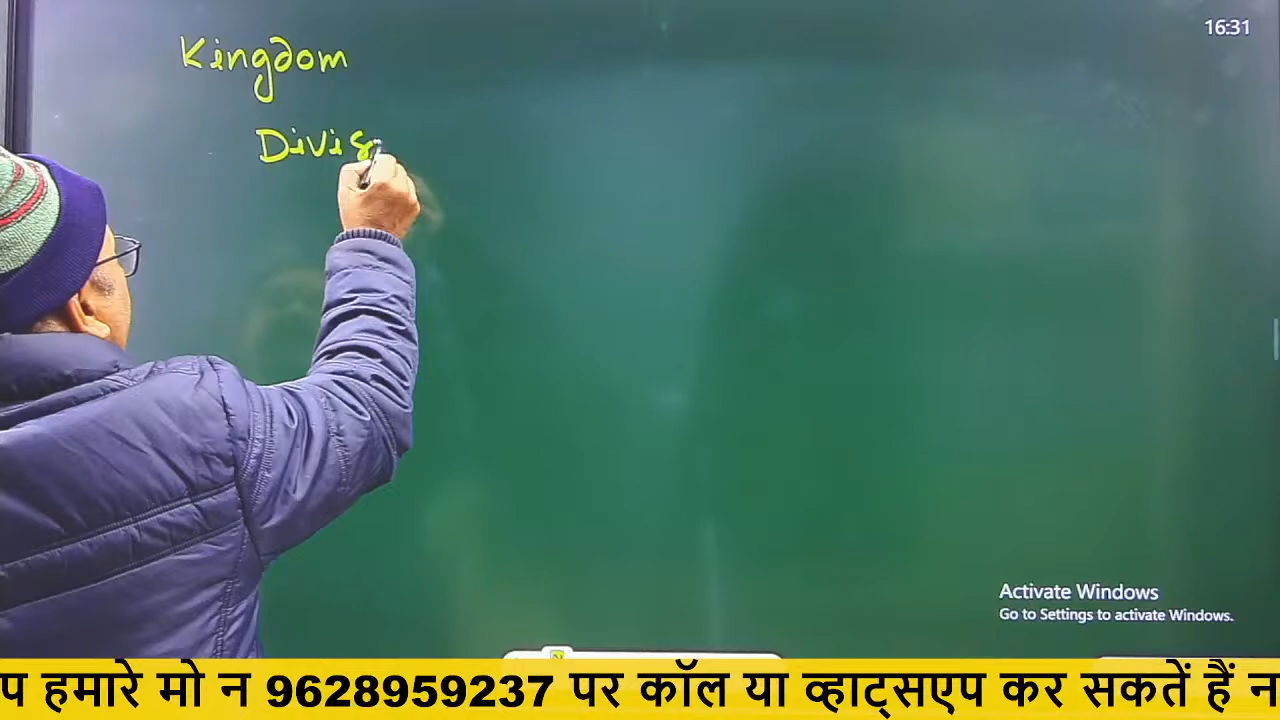 16:31
Kingdom
Divis
Activate Windows
Go to Settings to activate Windows.
प हमारे मो न 9628959237 पर कॉल या व्हाट्सएप कर सकतें हैं न